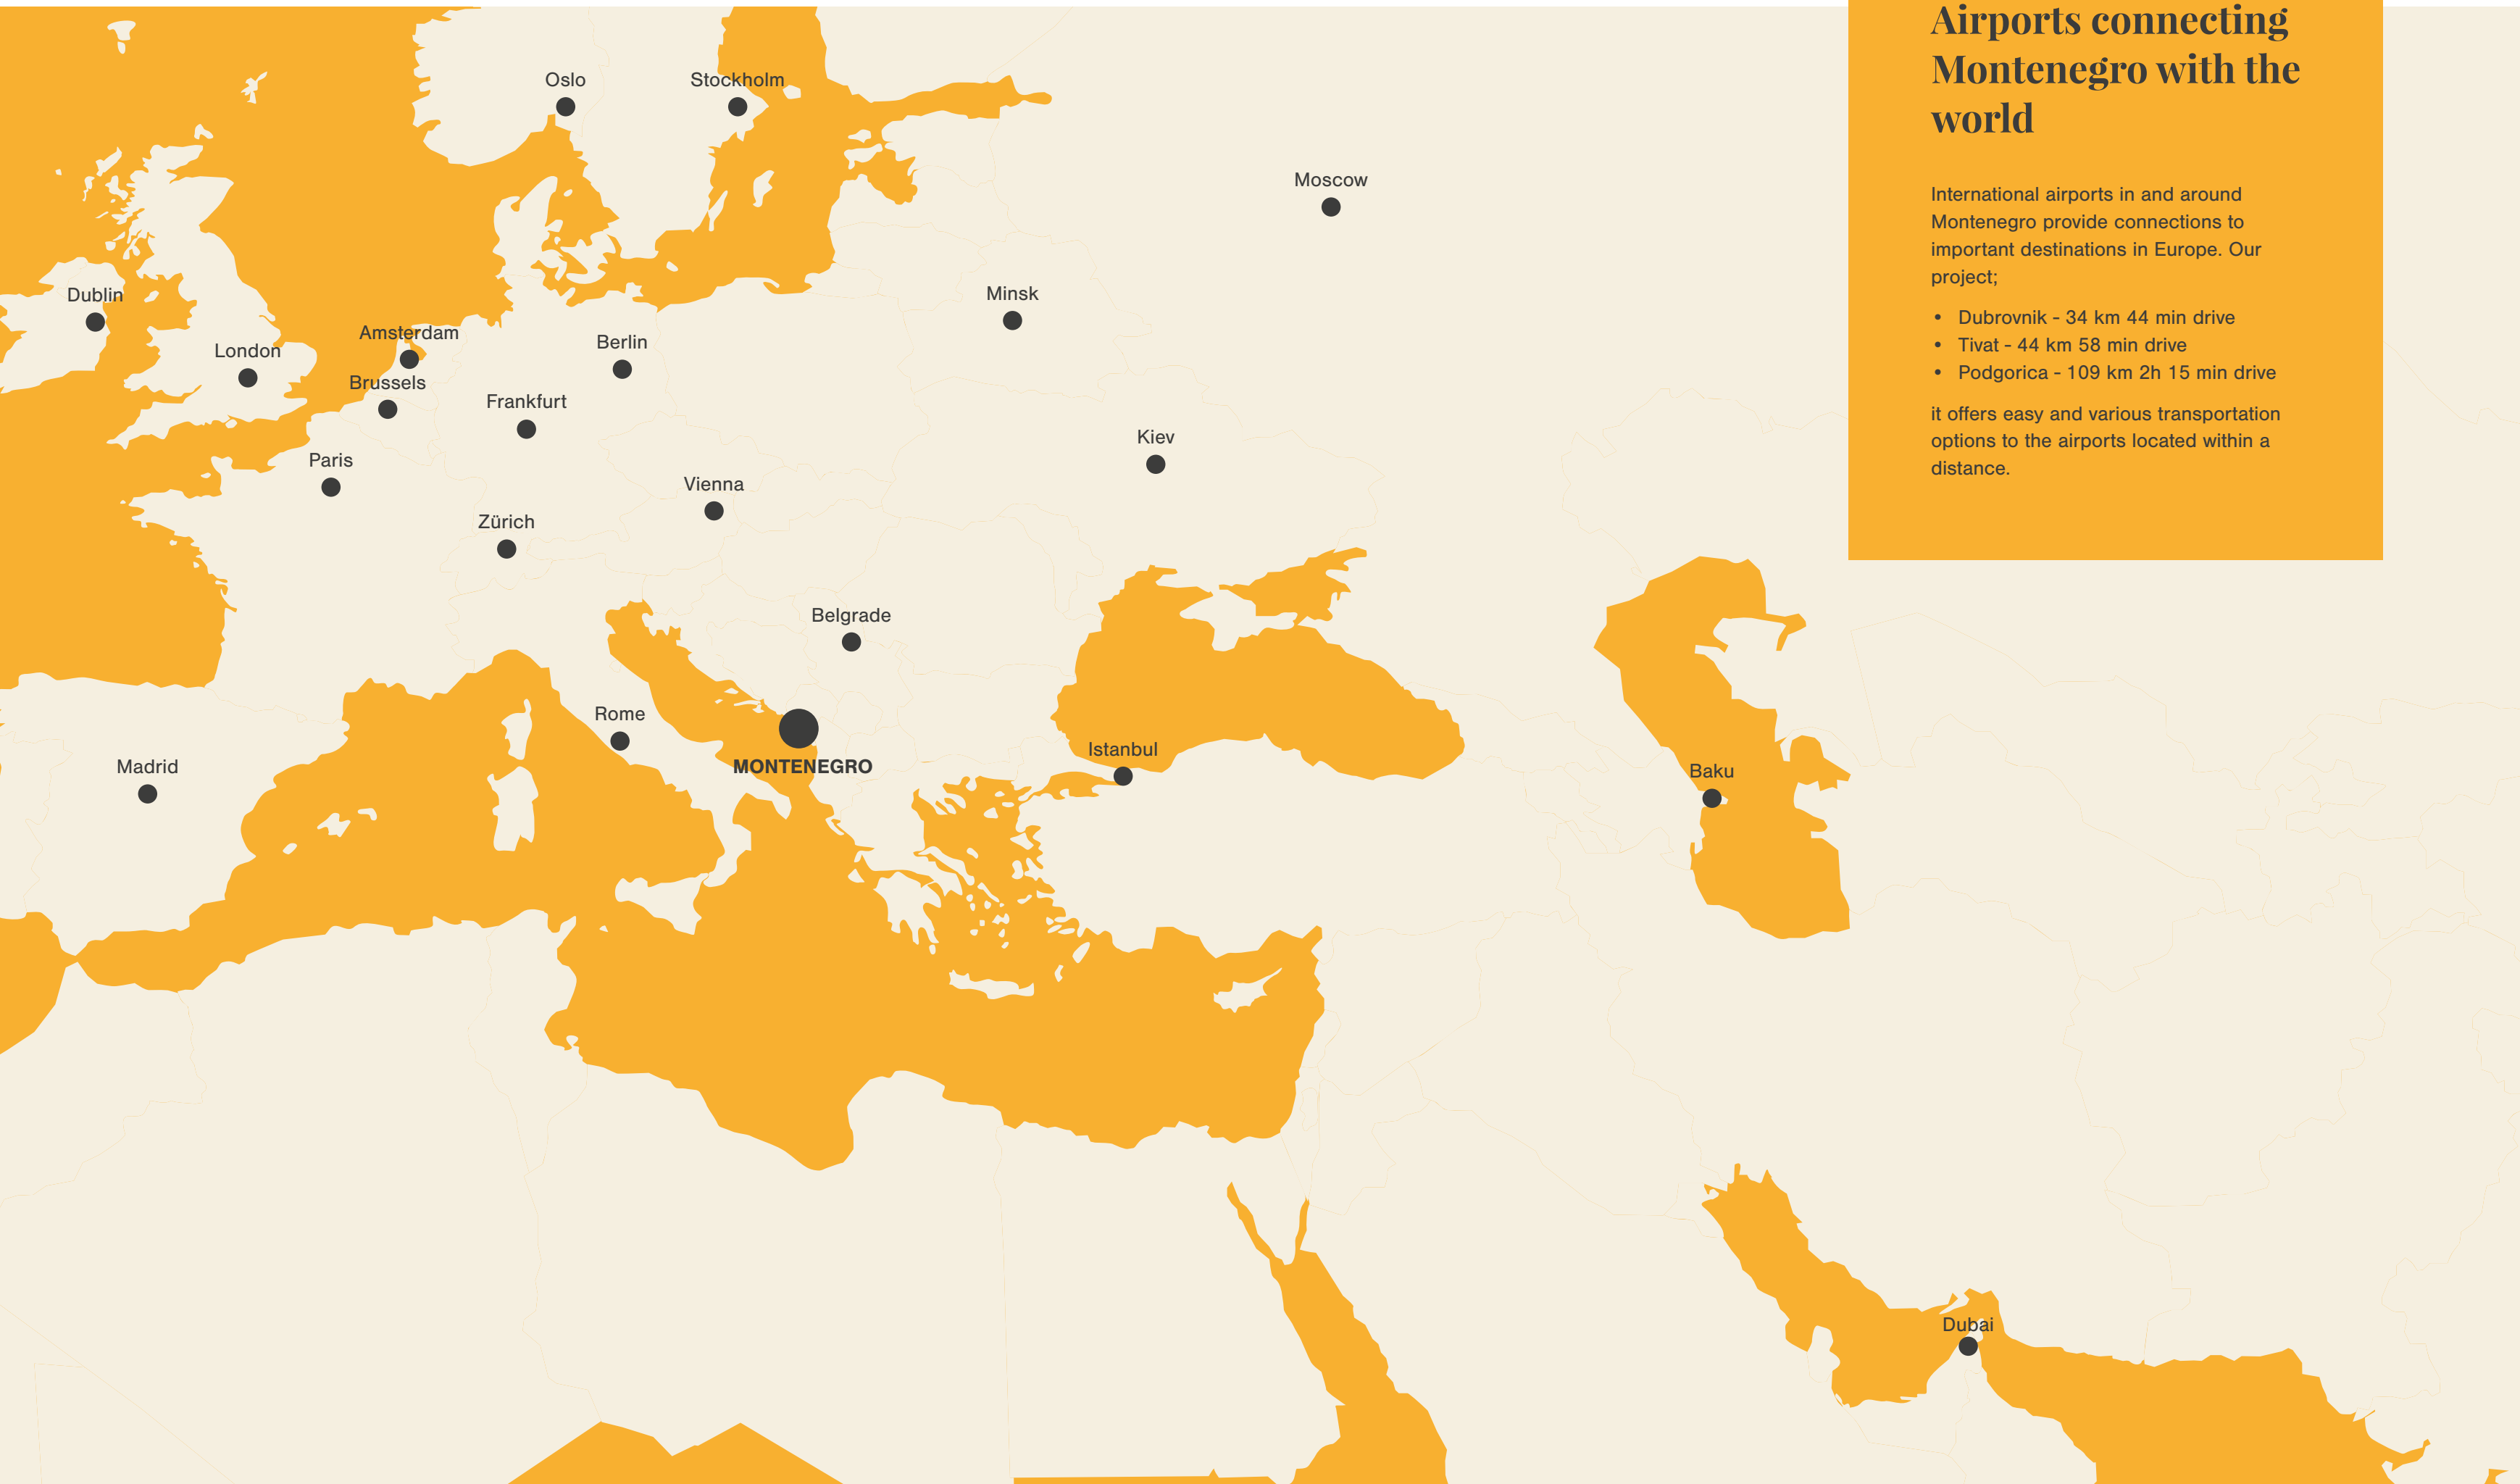 Airports connecting
Montenegro with the
world
International airports in and around
Montenegro provide connections to
important destinations in Europe. Our
project;
• Dubrovnik - 34 km 44 min drive
• Tivat - 44 km 58 min drive
• Podgorica - 109 km 2h 15 min drive
it offers easy and various transportation
options to the airports located within a
distance.
Oslo
Stockholm
Moscow
Dublin
Minsk
Amsterdam
Berlin
London
Brussels
Frankfurt
Kiev
Paris
Vienna
Zürich
Belgrade
Rome
Istanbul
MONTENEGRO
Madrid
Baku
Dubai